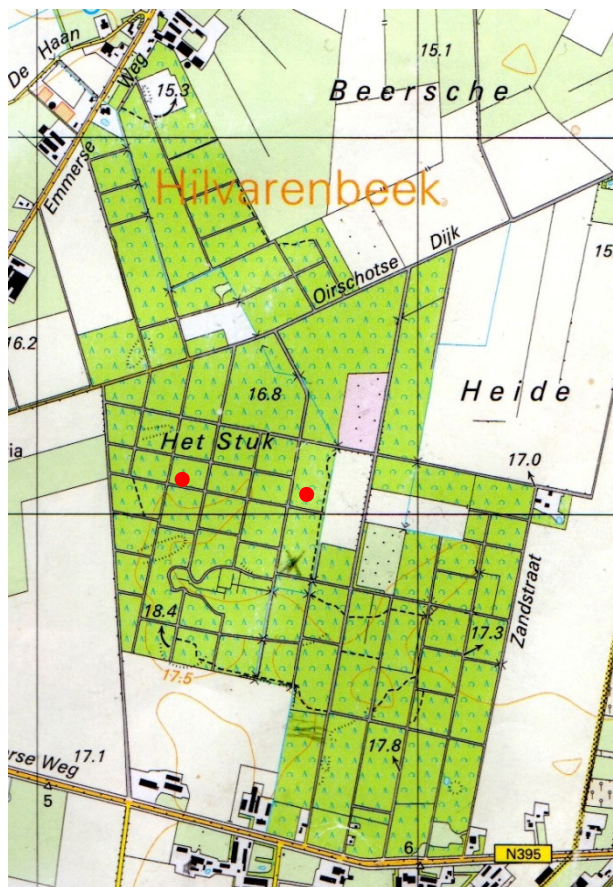 De Haan
Weg
Emmerse
15.3
15.1
Beersche
Hilvarenbeek
Oirschotse Dijk
15
16.2
Heide
16.8
Het Stuk
ia
17.0
Zandstraat
18.4
17.3
17.5
17.8
17.1
erse Weg
5
6
N395